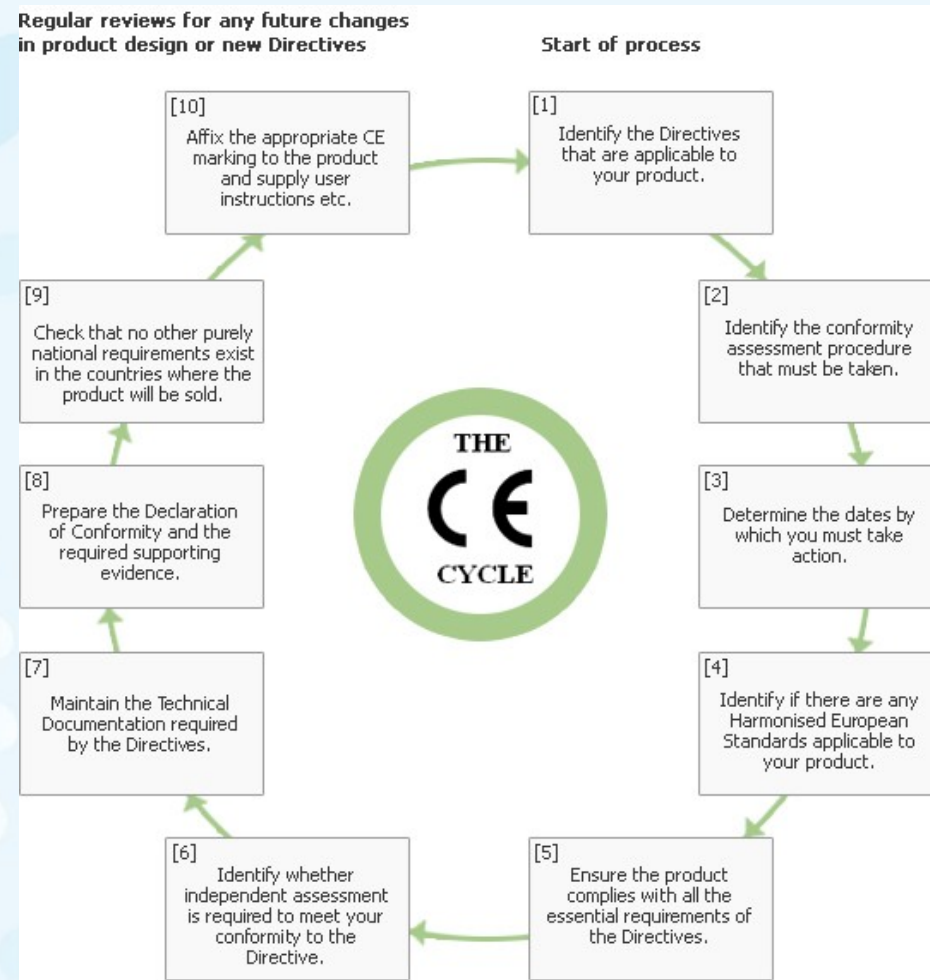 Regular reviews for any future changes
in product design or new Directives
Start of process
[10]
Affix the appropriate CE
marking to the product
and supply user
instructions etc.
[1]
Identify the Directives
that are applicable to
your product.
[9]
Check that no other purely
national requirements exist
in the countries where the
product will be sold.
[2]
Identify the conformity
assessment procedure
that must be taken.
THE
CE
CYCLE
[8]
Prepare the Declaration
of Conformity and the
required supporting
evidence.
[3]
Determine the dates by
which you must take
action.
[7]
Maintain the Technical
Documentation required
by the Directives.
[4]
Identify if there are any
Harmonised European
Standards applicable to
your product.
[6]
Identify whether
independent assessment
is required to meet your
conformity to the
Directive.
[5]
Ensure the product
complies with all the
essential requirements of
the Directives.